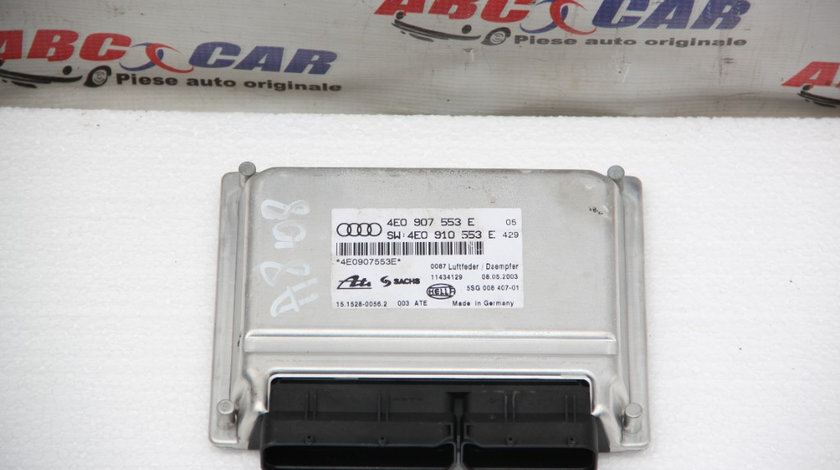 ABC CAR
Piese auto originale
ABC CAR
Piese auto originale
A8 08
4E0 907 553 E 05
SW: 4E0 910 553 E 429
*4E0907553E*
0087 Luftfeder/Daempfer
11434129 08.05.2003
Ate SACHS HELLA 5SG 008 407-01
15.1528-0056.2 003 ATE Made in Germany